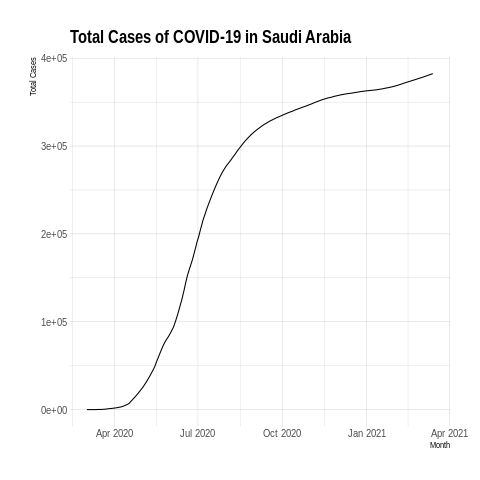 Total Cases of COVID-19 in Saudi Arabia
Total Cases
4e+05
3e+05
2e+05
1e+05
0e+00
Apr 2020 Jul 2020 Oct 2020 Jan 2021 Apr 2021
Month